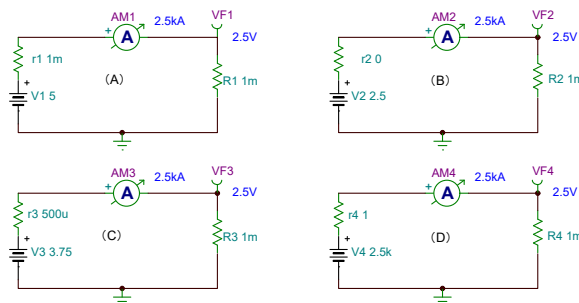 AM1 2.5kA VF1
A 2.5V
r1 1m
(A)
R1 1m
V1 5
AM2 2.5kA VF2
A 2.5V
r2 0
(B)
R2 1m
V2 2.5
AM3 2.5kA VF3
A 2.5V
r3 500u
(C)
R3 1m
V3 3.75
AM4 2.5kA VF4
A 2.5V
r4 1
(D)
R4 1m
V4 2.5k